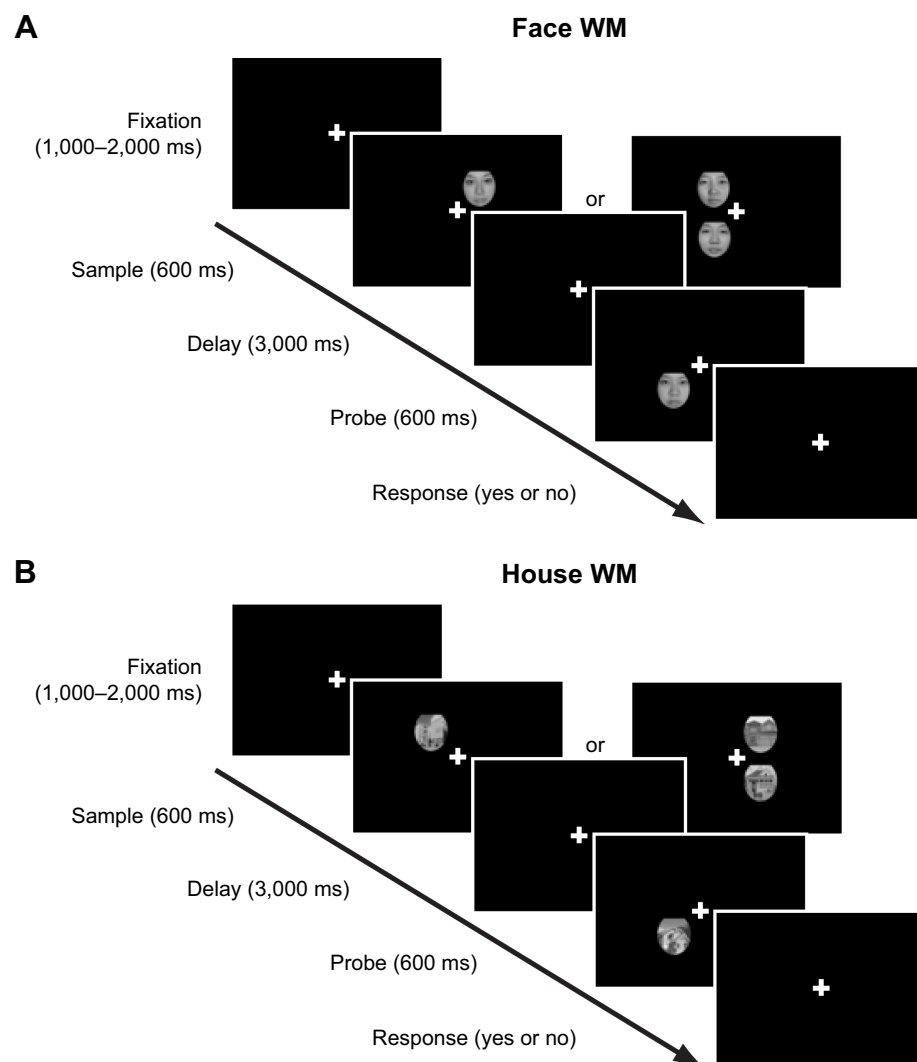 A
Face WM
Fixation
(1,000–2,000 ms)
or
Sample (600 ms)
Delay (3,000 ms)
Probe (600 ms)
Response (yes or no)
B
House WM
Fixation
(1,000–2,000 ms)
or
Sample (600 ms)
Delay (3,000 ms)
Probe (600 ms)
Response (yes or no)